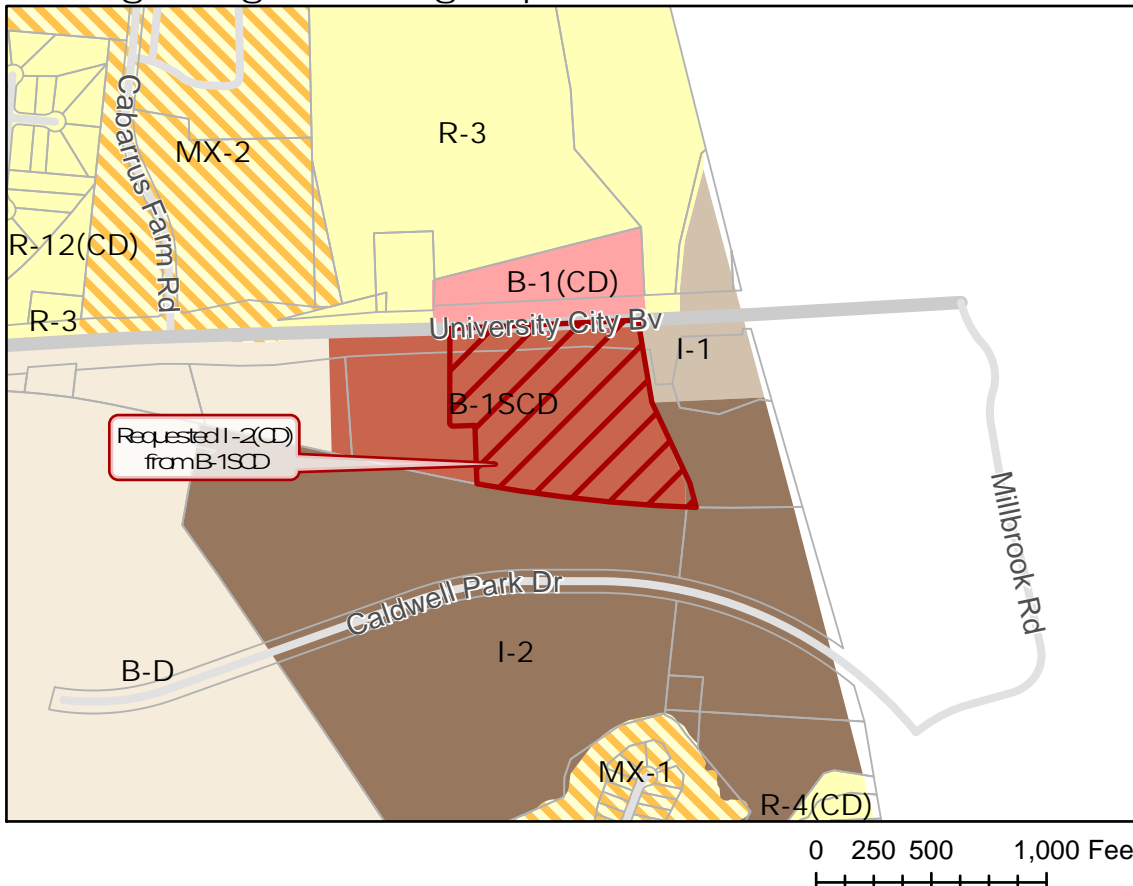 R-3
MX-2
Cabarrus Farm Rd
R-12(CD)
R-3
B-1(CD)
University City Bv
I-1
B-1SCD
Requested I-2(CD)
from B-1SCD
Caldwell Park Dr
Millbrook Rd
I-2
B-D
MX-1
R-4(CD)
0 250 500 1,000 Fee